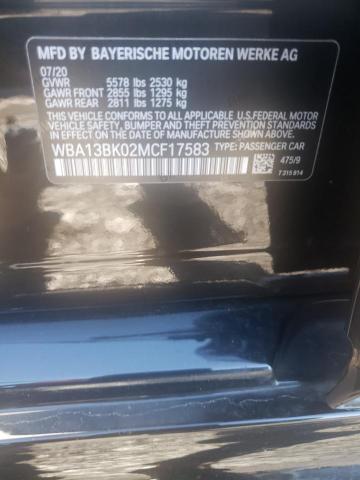 MFD BY BAYERISCHE MOTOREN WERKE AG
07/20
GVWR 5578 lbs 2530 kg
GAWR FRONT 2855 lbs 1295 kg
GAWR REAR 2811 lbs 1275 kg
THIS VEHICLE CONFORMS TO ALL APPLICABLE U.S. FEDERAL MOTOR
VEHICLE SAFETY, BUMPER, AND THEFT PREVENTION STANDARDS
IN EFFECT ON THE DATE OF MANUFACTURE SHOWN ABOVE.
WBA13BK02MCF17583 TYPE: PASSENGER CAR
475/9
T 215 814